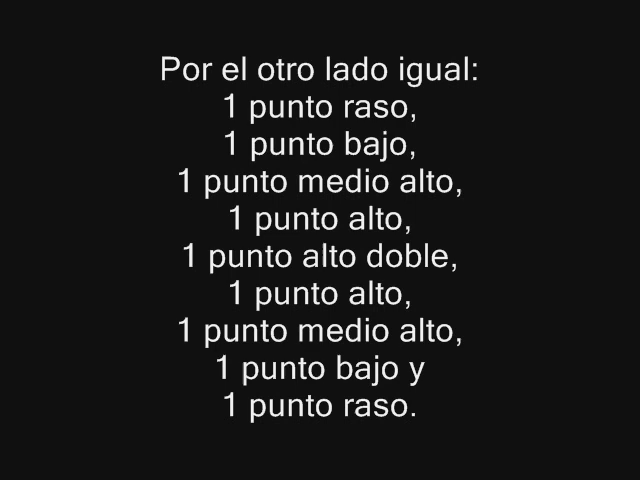 Por el otro lado igual:
1 punto raso,
1 punto bajo,
1 punto medio alto,
1 punto alto,
1 punto alto doble,
1 punto alto,
1 punto medio alto,
1 punto bajo y
1 punto raso.